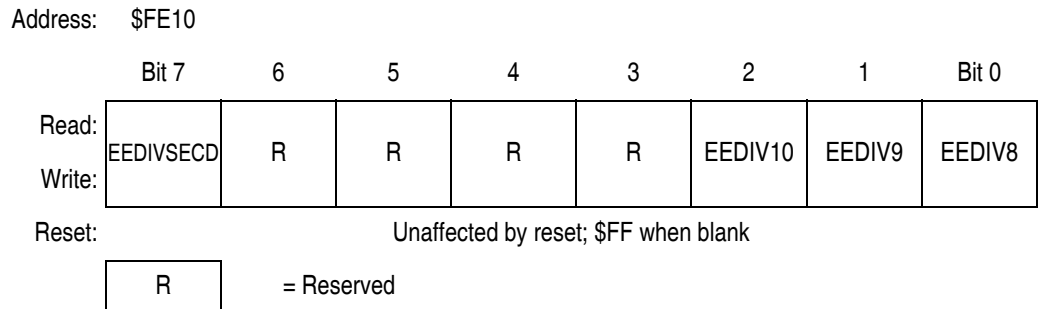 Address: $FE10
Bit 7 6 5 4 3 2 1 Bit 0
Read:
EEDIVSECD R R R R EEDIV10 EEDIV9 EEDIV8
Write:
Reset: Unaffected by reset; $FF when blank
R = Reserved